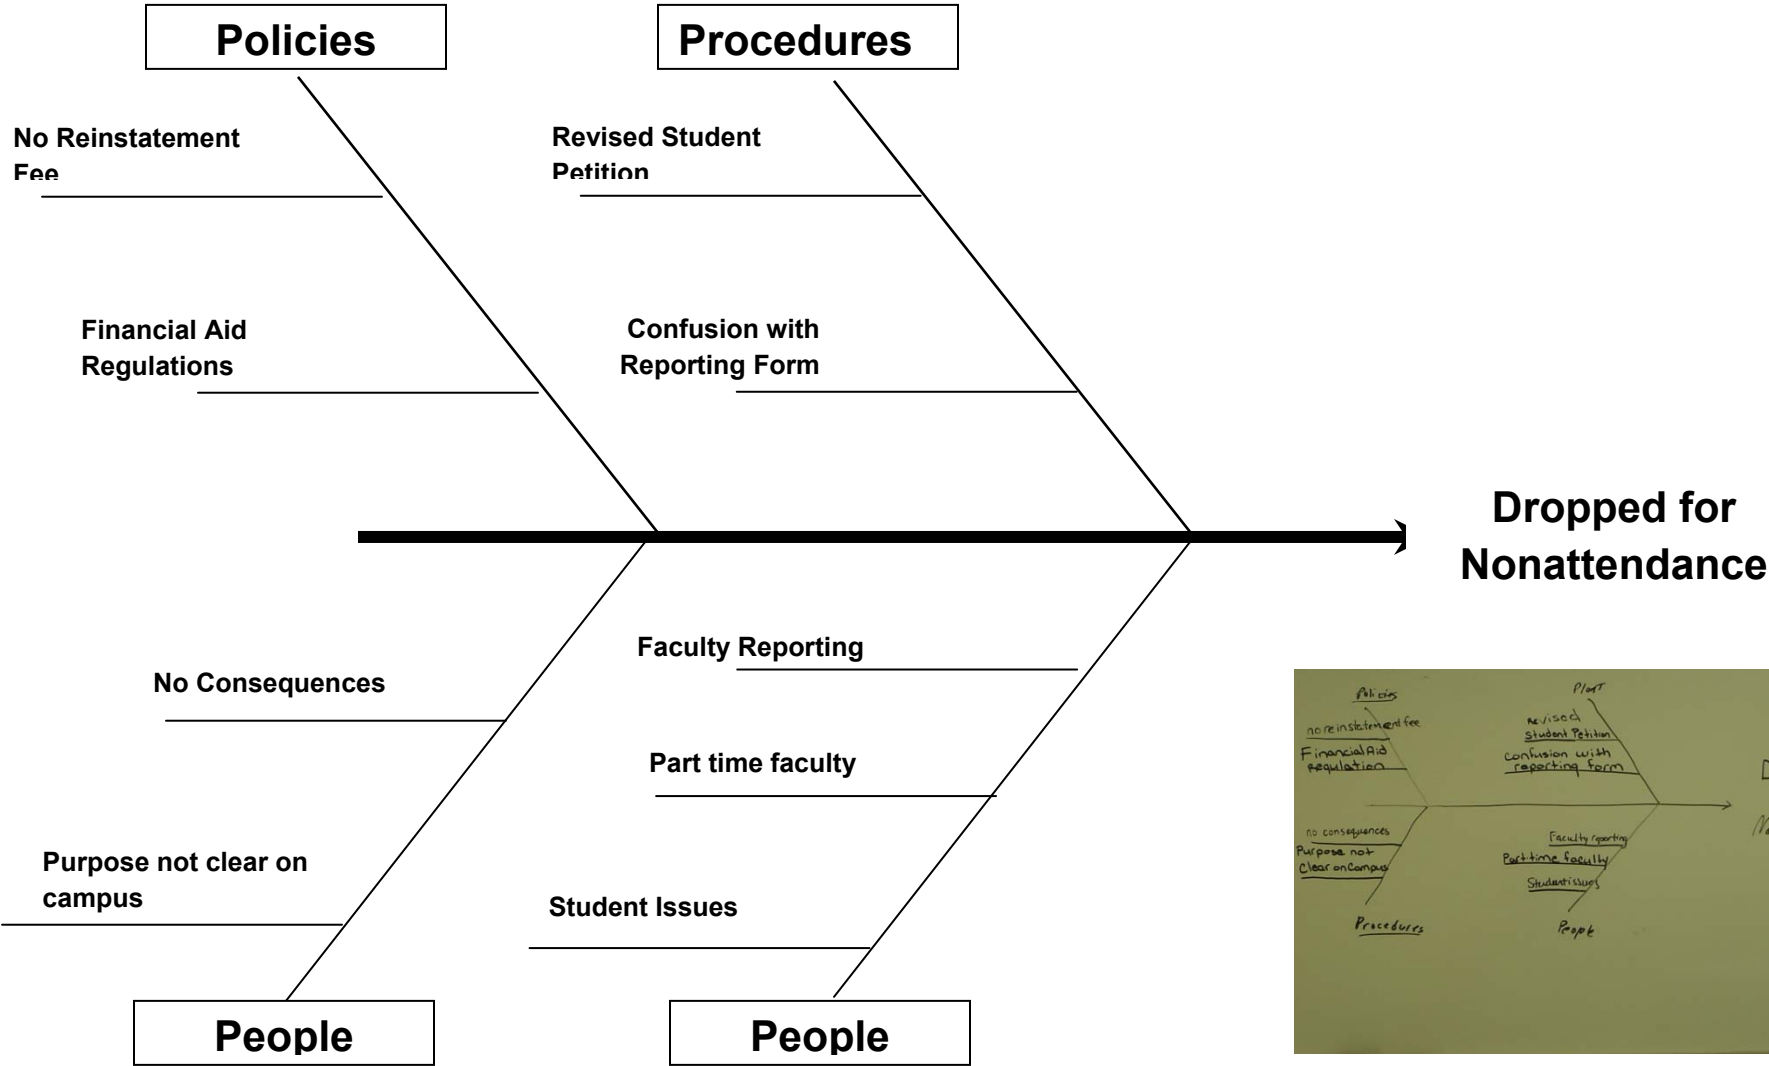 Policies
Procedures
No Reinstatement
Fee
Revised Student
Petition
Financial Aid
Regulations
Confusion with
Reporting Form
Dropped for
Nonattendance
Faculty Reporting
No Consequences
Part time faculty
Purpose not clear on
campus
Student Issues
People
People
Policies
no reinstatement fee
Financial Aid
Regulation
Revised
Student Petition
confusion with
reporting form
no consequences
Purpose not
Clear on Campus
Faculty reporting
Part time faculty
Student issues
Procedures
People